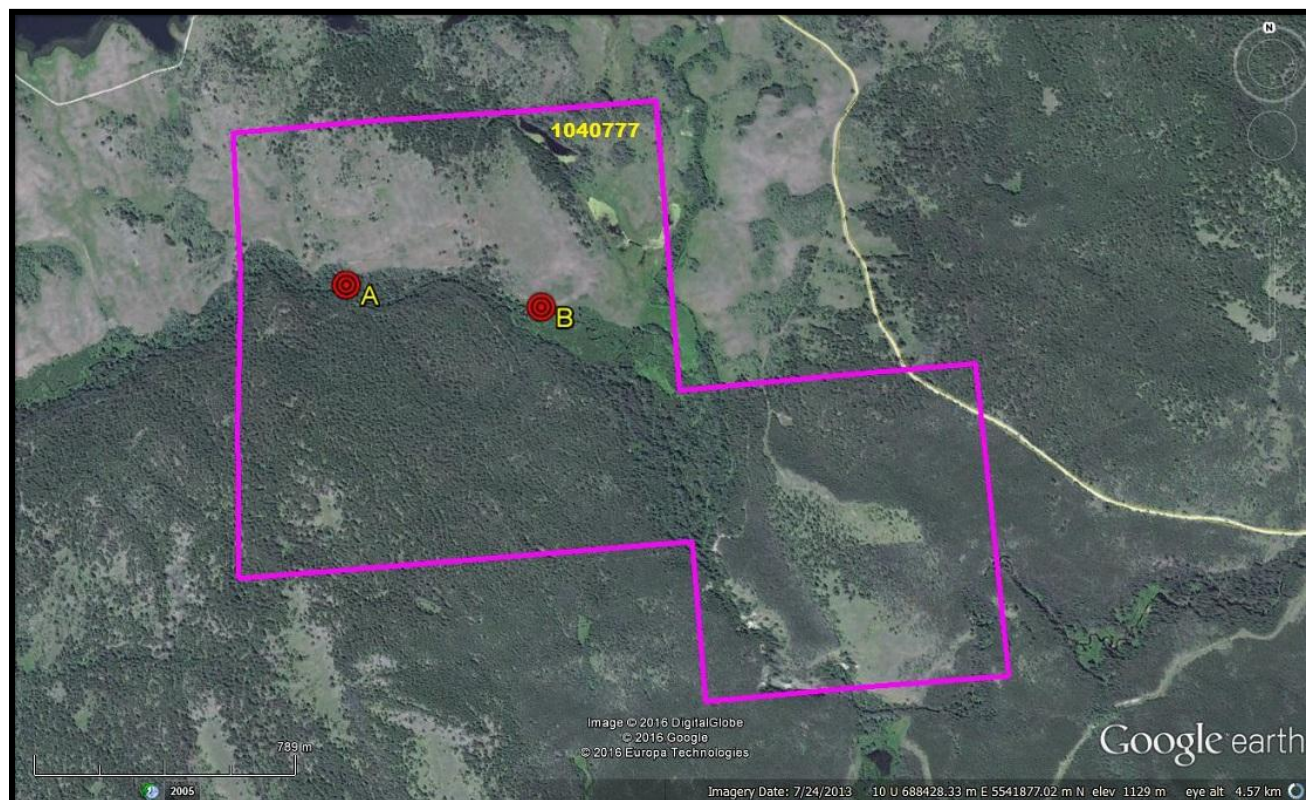 N
1040777
A
B
Image © 2016 DigitalGlobe
© 2016 Google
© 2016 Europa Technologies
Google earth
789 m
2005
Imagery Date: 7/24/2013 10 U 688428.33 m E 5541877.02 m N elev 1129 m eye alt 4.57 km